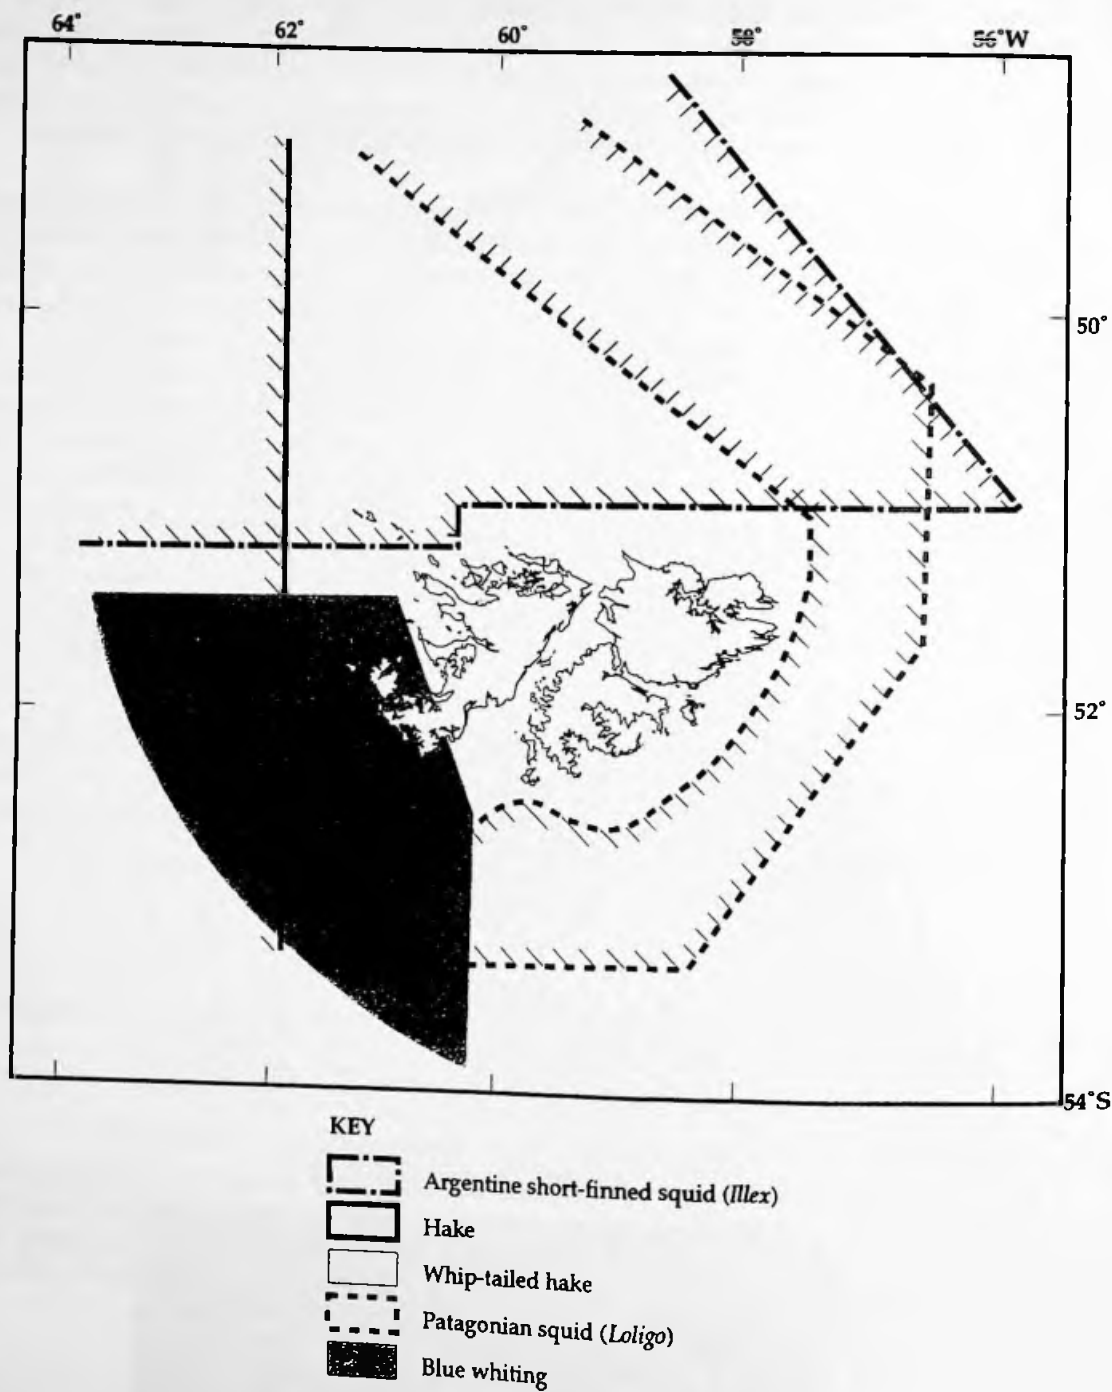 64° 62° 60° 58° 56°W
50°
52°
54°S
KEY
Argentine short-finned squid (Illex)
Hake
Whip-tailed hake
Patagonian squid (Loligo)
Blue whiting